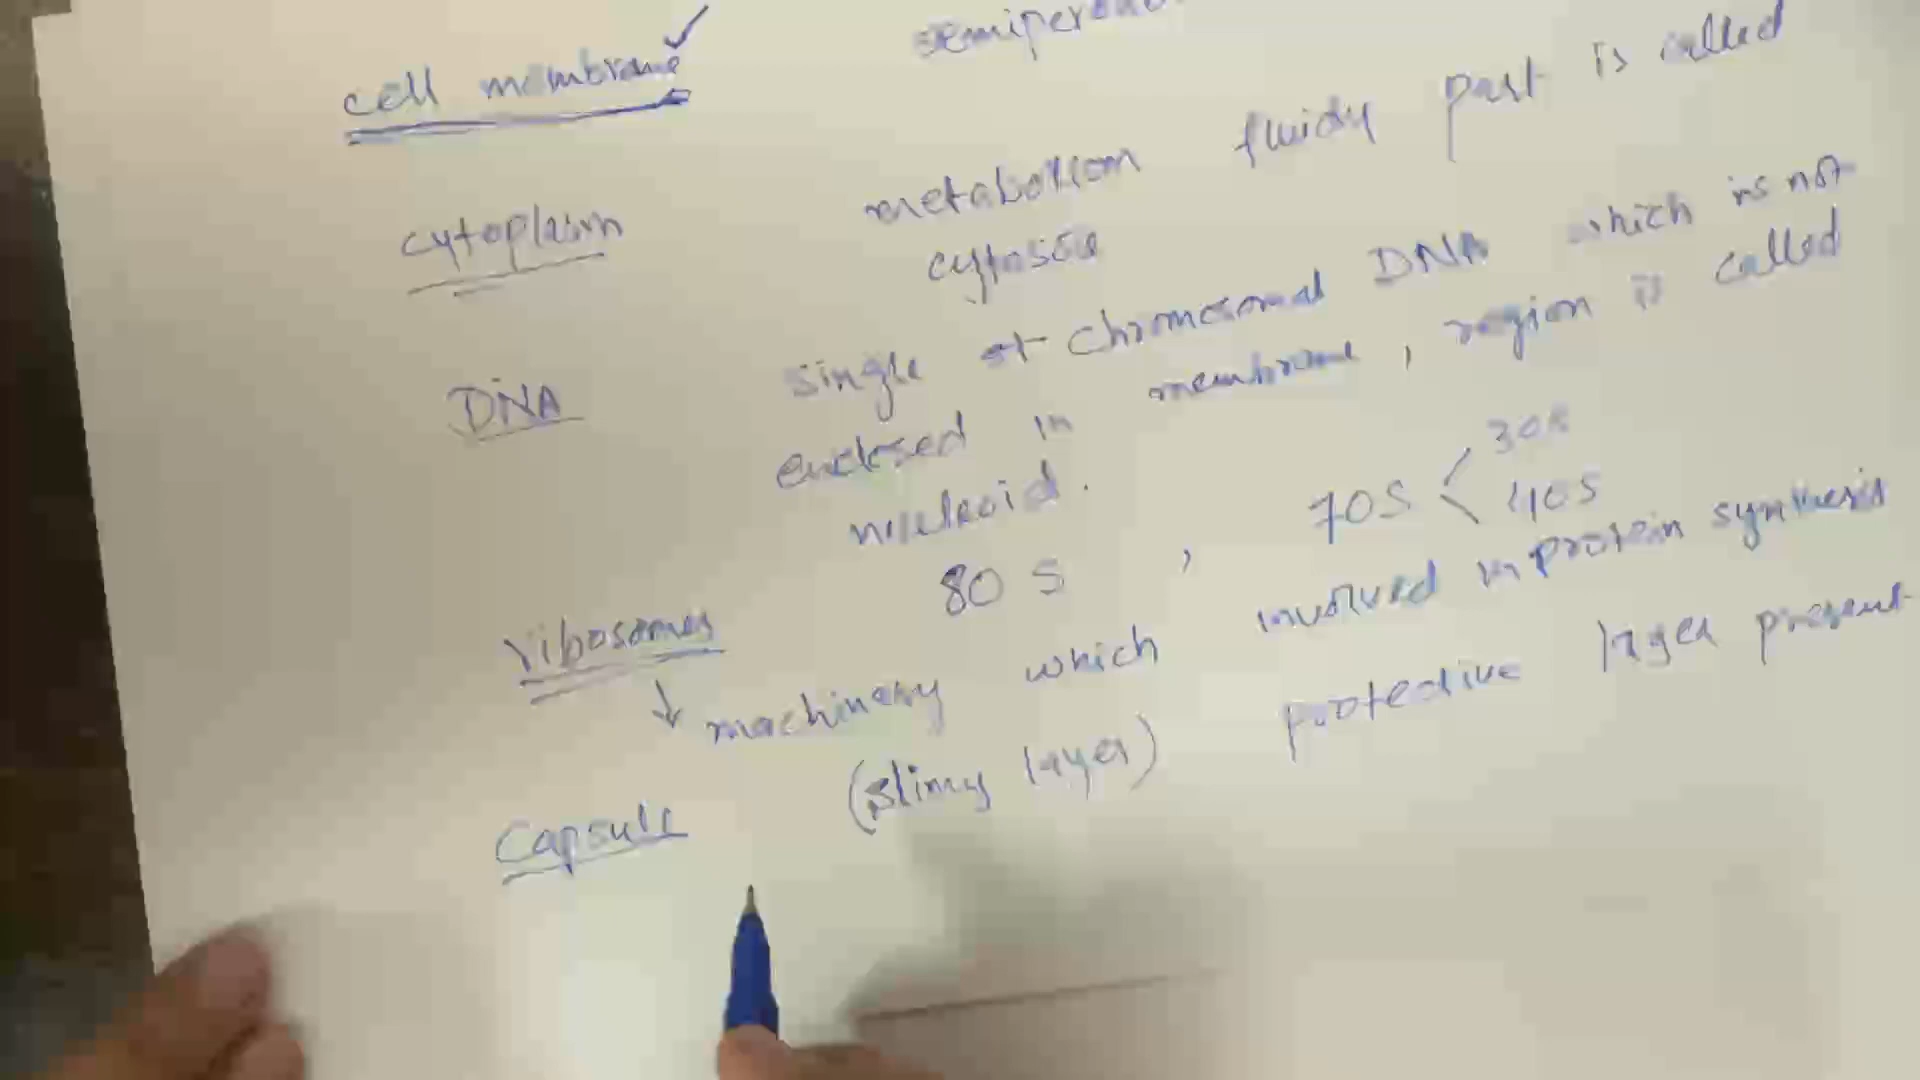 cell membrane
cytoplasm metabolism fluidy part is called
cytosol
DNA single chromosomal DNA which is not
enclosed in membrane, region is called
nucleoid.
ribosomes 80 S , 70S < 30S
40S
↓ machinery which involved in protein synthesis
Capsule (slimy layer) protective layer present